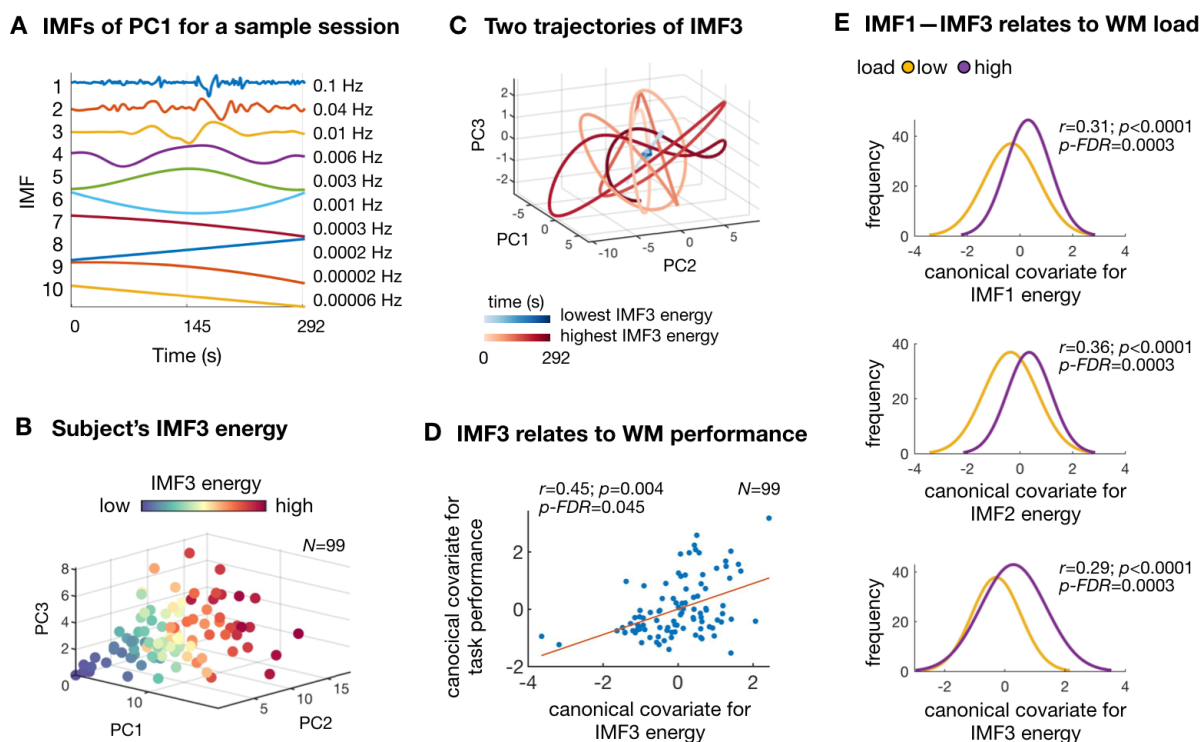 A IMFs of PC1 for a sample session
IMF
1
2
3
4
5
6
7
8
9
10
0.1 Hz
0.04 Hz
0.01 Hz
0.006 Hz
0.003 Hz
0.001 Hz
0.0003 Hz
0.0002 Hz
0.00002 Hz
0.00006 Hz
0 145 292
Time (s)
B Subject's IMF3 energy
IMF3 energy
low high
N=99
PC3
8
6
4
2
0
10
PC1
5 10 15
PC2
C Two trajectories of IMF3
PC3
2
1
0
-1
-2
-5
0
5
PC1
-10 -5 0 5
PC2
time (s)
lowest IMF3 energy
highest IMF3 energy
0 292
D IMF3 relates to WM performance
r=0.45; p=0.004
p-FDR=0.045
N=99
canocical covariate for
task performance
2
0
-2
-4 -2 0 2
canonical covariate for
IMF3 energy
E IMF1—IMF3 relates to WM load
load low high
r=0.31; p<0.0001
p-FDR=0.0003
frequency
40
20
0
-4 -2 0 2 4
canonical covariate for
IMF1 energy
r=0.36; p<0.0001
p-FDR=0.0003
frequency
40
20
0
-4 -2 0 2 4
canonical covariate for
IMF2 energy
r=0.29; p<0.0001
p-FDR=0.0003
frequency
40
20
0
-2 0 2 4
canonical covariate for
IMF3 energy